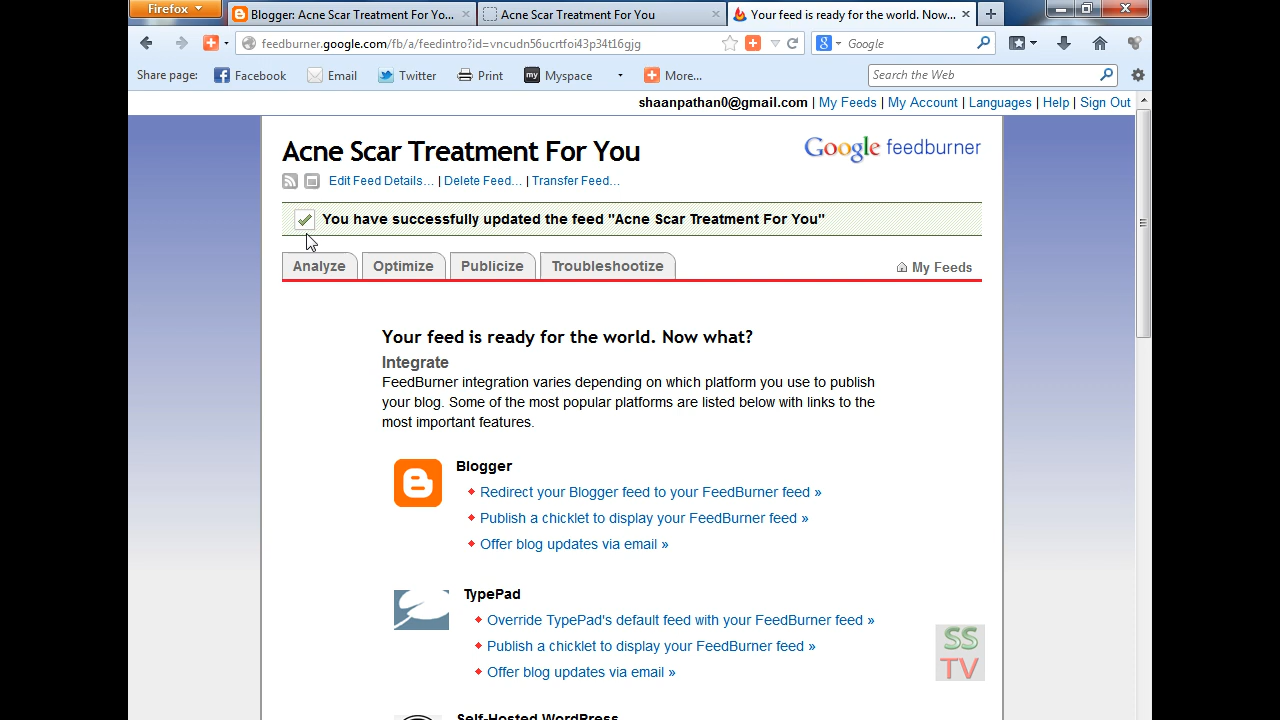 Firefox
Blogger: Acne Scar Treatment For Yo...
Acne Scar Treatment For You
Your feed is ready for the world. Now...
feedburner.google.com/fb/a/feedintro?id=vncudn56ucrtfoi43p34t16gjg
Google
Share page:
Facebook
Email
Twitter
Print
my
Myspace
More...
Search the Web
shaanpathan0@gmail.com | My Feeds | My Account | Languages | Help | Sign Out
Acne Scar Treatment For You
Google feedburner
Edit Feed Details... | Delete Feed... | Transfer Feed...
You have successfully updated the feed "Acne Scar Treatment For You"
Analyze
Optimize
Publicize
Troubleshootize
My Feeds
Your feed is ready for the world. Now what?
Integrate
FeedBurner integration varies depending on which platform you use to publish
your blog. Some of the most popular platforms are listed below with links to the
most important features.
Blogger
Redirect your Blogger feed to your FeedBurner feed »
Publish a chicklet to display your FeedBurner feed »
Offer blog updates via email »
TypePad
Override TypePad's default feed with your FeedBurner feed »
Publish a chicklet to display your FeedBurner feed »
Offer blog updates via email »
SS
TV
Self-Hosted WordPress